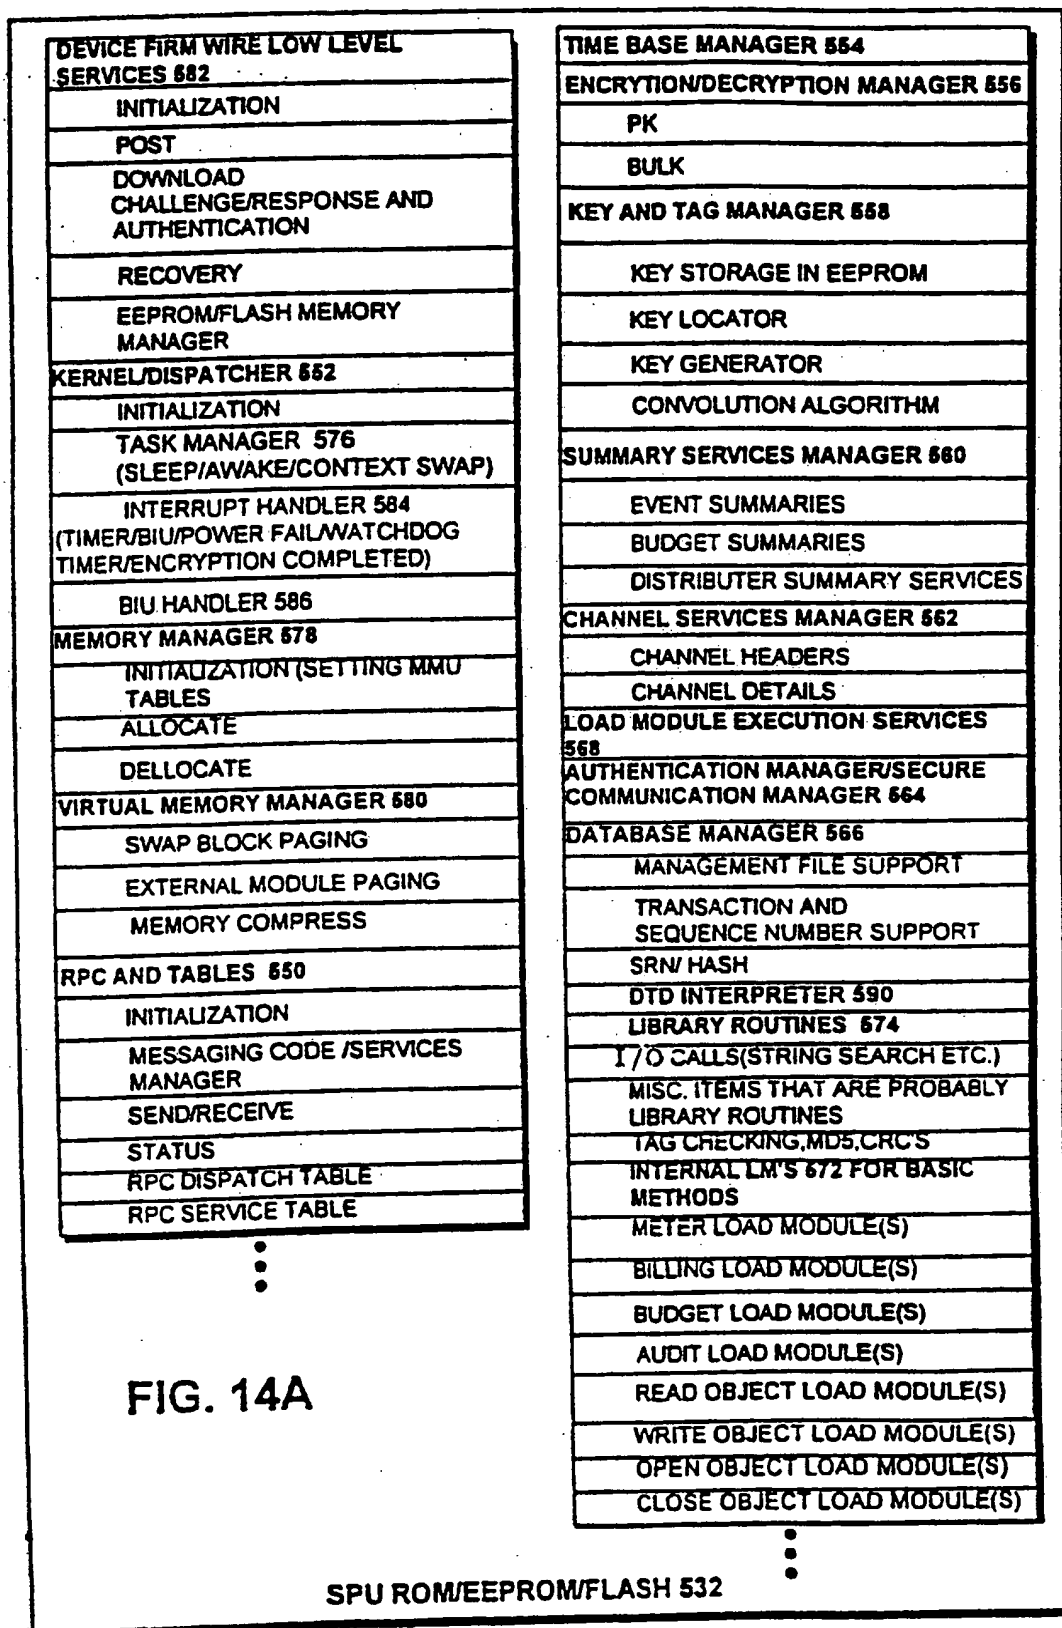 DEVICE FIRM WIRE LOW LEVEL
SERVICES 582
INITIALIZATION
POST
DOWNLOAD
CHALLENGE/RESPONSE AND
AUTHENTICATION
RECOVERY
EEPROM/FLASH MEMORY
MANAGER
KERNEL/DISPATCHER 552
INITIALIZATION
TASK MANAGER 576
(SLEEP/AWAKE/CONTEXT SWAP)
INTERRUPT HANDLER 584
(TIMER/BIU/POWER FAIL/WATCHDOG
TIMER/ENCRYPTION COMPLETED)
BIU HANDLER 586
MEMORY MANAGER 578
INITIALIZATION (SETTING MMU
TABLES
ALLOCATE
DELLOCATE
VIRTUAL MEMORY MANAGER 580
SWAP BLOCK PAGING
EXTERNAL MODULE PAGING
MEMORY COMPRESS
RPC AND TABLES 550
INITIALIZATION
MESSAGING CODE /SERVICES
MANAGER
SEND/RECEIVE
STATUS
RPC DISPATCH TABLE
RPC SERVICE TABLE
TIME BASE MANAGER 554
ENCRYTION/DECRYPTION MANAGER 556
PK
BULK
KEY AND TAG MANAGER 558
KEY STORAGE IN EEPROM
KEY LOCATOR
KEY GENERATOR
CONVOLUTION ALGORITHM
SUMMARY SERVICES MANAGER 560
EVENT SUMMARIES
BUDGET SUMMARIES
DISTRIBUTER SUMMARY SERVICES
CHANNEL SERVICES MANAGER 562
CHANNEL HEADERS
CHANNEL DETAILS
LOAD MODULE EXECUTION SERVICES
568
AUTHENTICATION MANAGER/SECURE
COMMUNICATION MANAGER 564
DATABASE MANAGER 566
MANAGEMENT FILE SUPPORT
TRANSACTION AND
SEQUENCE NUMBER SUPPORT
SRN/ HASH
DTD INTERPRETER 590
LIBRARY ROUTINES 574
I/O CALLS(STRING SEARCH ETC.)
MISC. ITEMS THAT ARE PROBABLY
LIBRARY ROUTINES
TAG CHECKING,MD5,CRC'S
INTERNAL LM'S 572 FOR BASIC
METHODS
METER LOAD MODULE(S)
BILLING LOAD MODULE(S)
BUDGET LOAD MODULE(S)
AUDIT LOAD MODULE(S)
READ OBJECT LOAD MODULE(S)
WRITE OBJECT LOAD MODULE(S)
OPEN OBJECT LOAD MODULE(S)
CLOSE OBJECT LOAD MODULE(S)
FIG. 14A
SPU ROM/EEPROM/FLASH 532